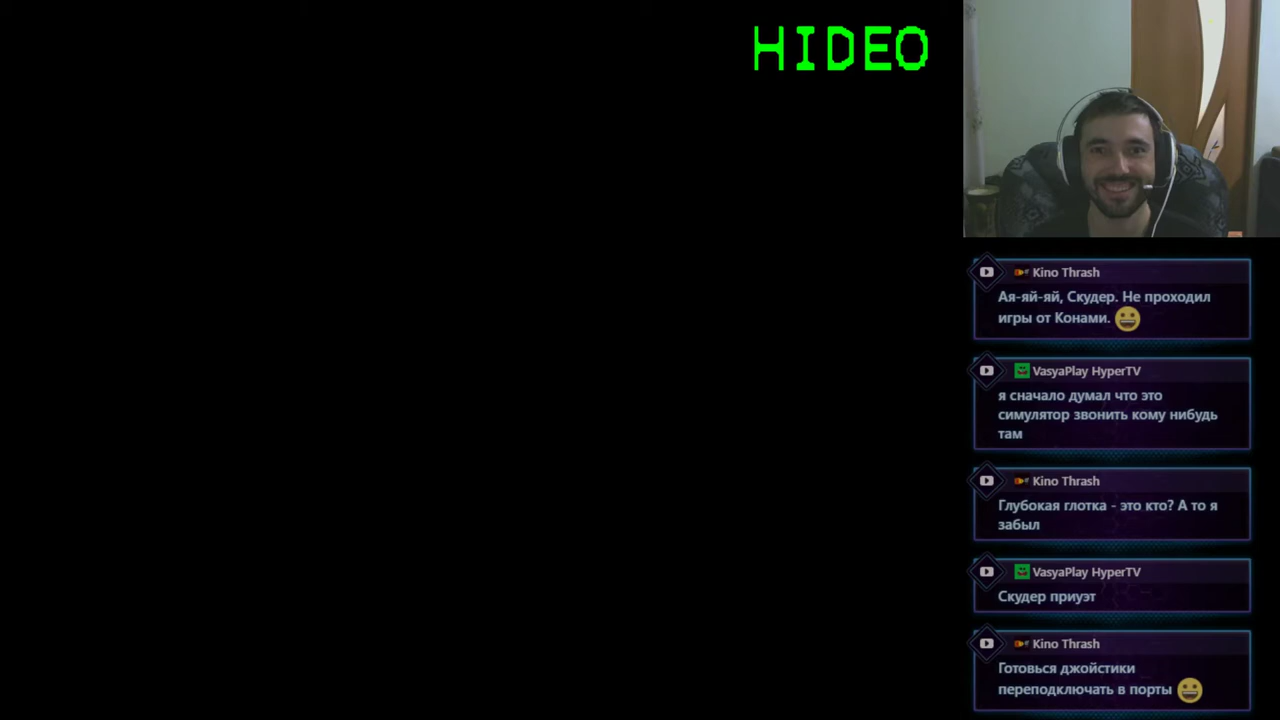 HIDEO
Kino Thrash
Ая-яй-яй, Скудер. Не проходил
игры от Конами.
VasyaPlay HyperTV
я сначало думал что это
симулятор звонить кому нибудь
там
Kino Thrash
Глубокая глотка - это кто? А то я
забыл
VasyaPlay HyperTV
Скудер приуэт
Kino Thrash
Готовься джойстики
переподключать в порты